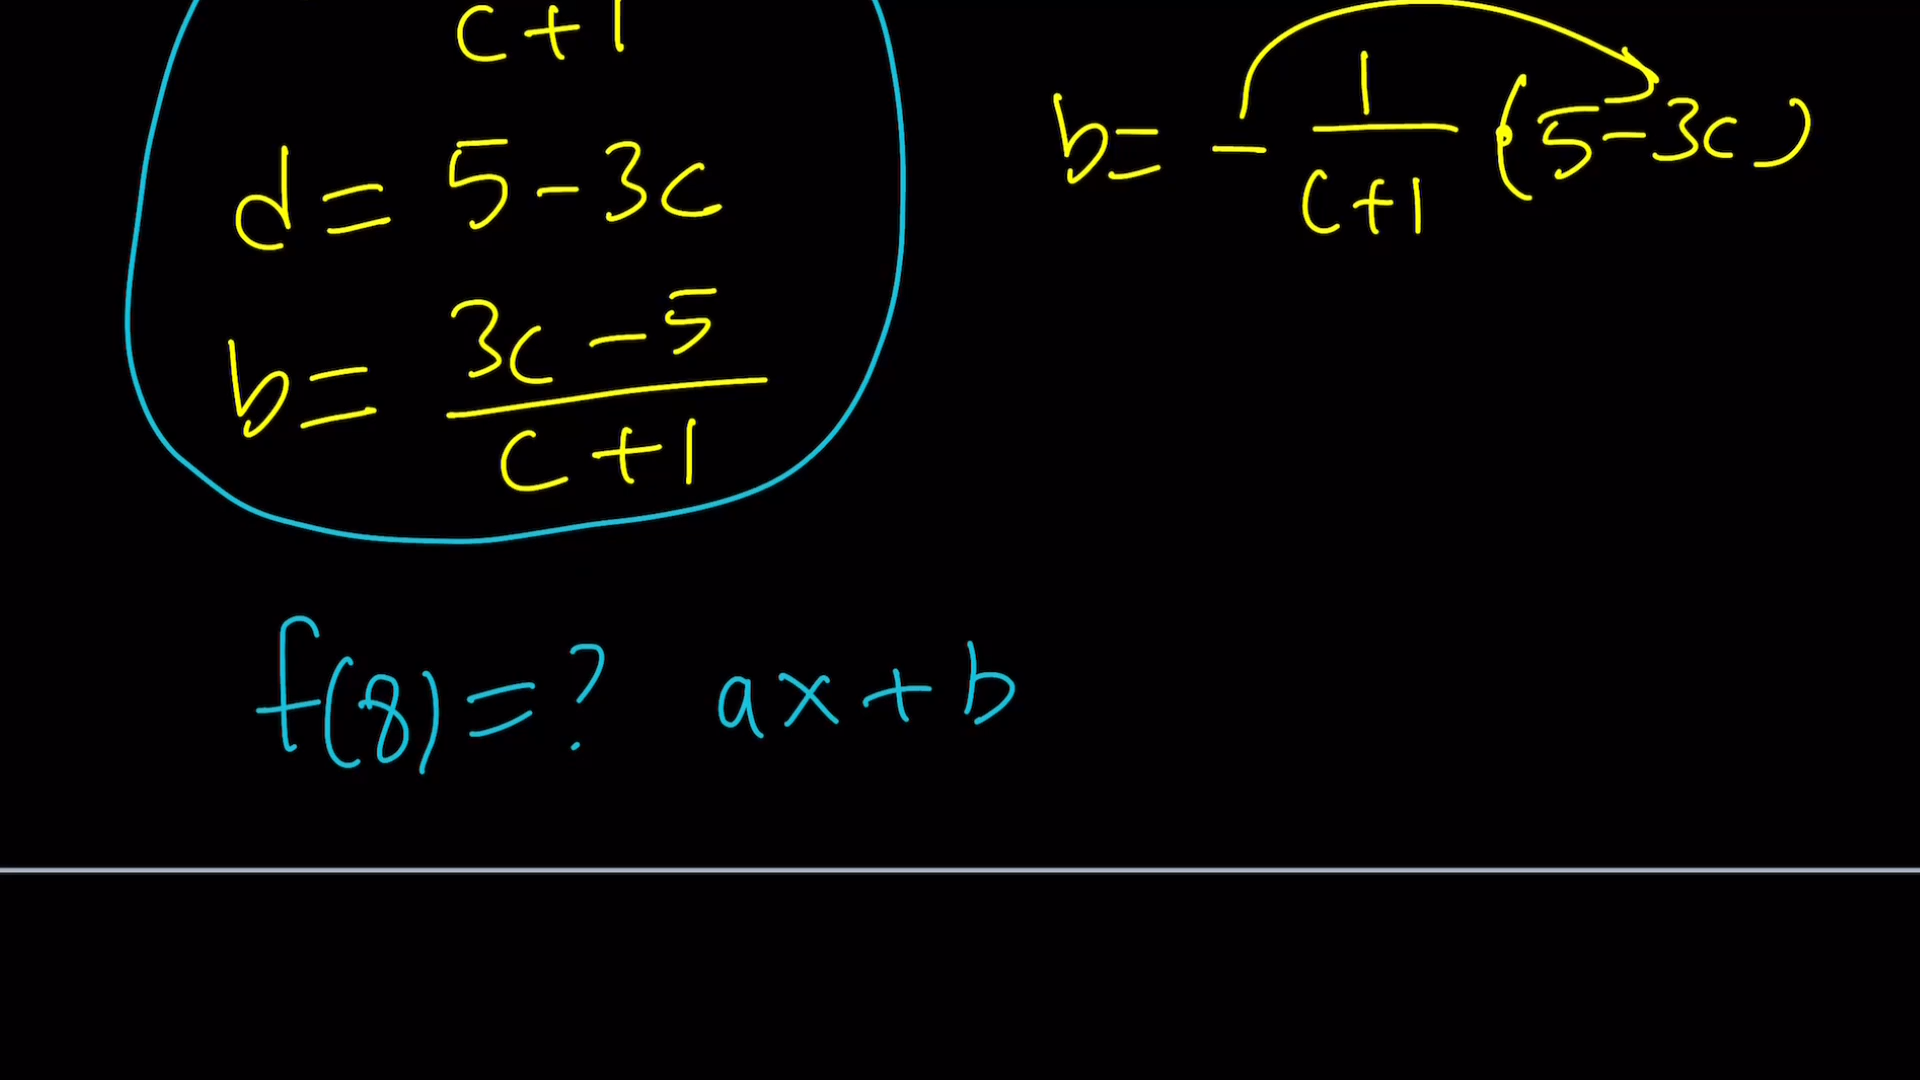 c+1
d = 5-3c
b = 3c-5
c+1
b = - 1/(c+1) (5-3c)
f(8) = ? ax+b